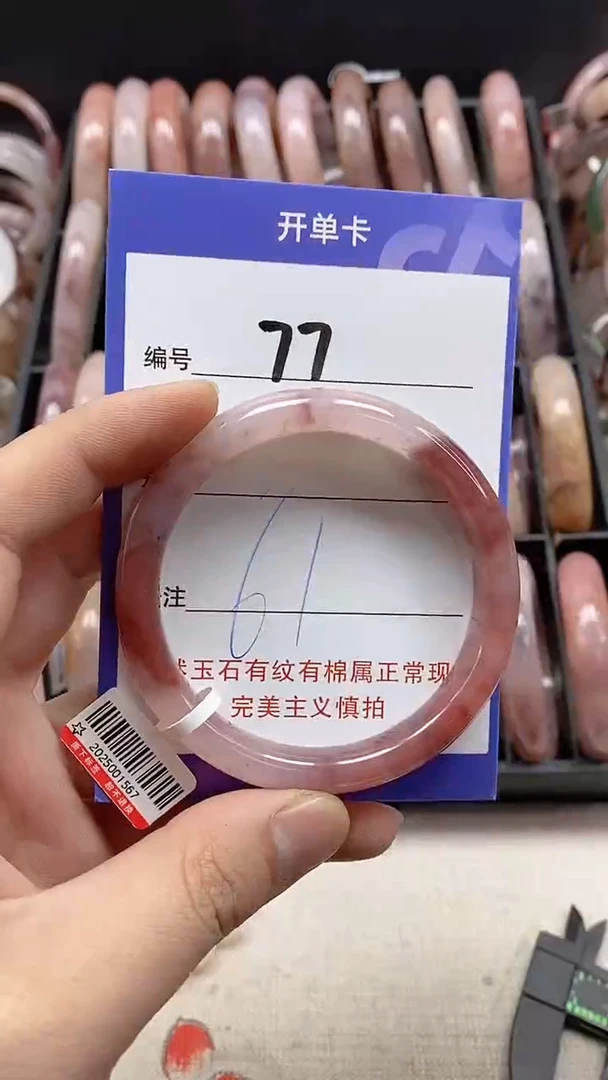 开单卡
编号 77
注 61
玉石有纹有棉属正常现
完美主义慎拍
2025001567